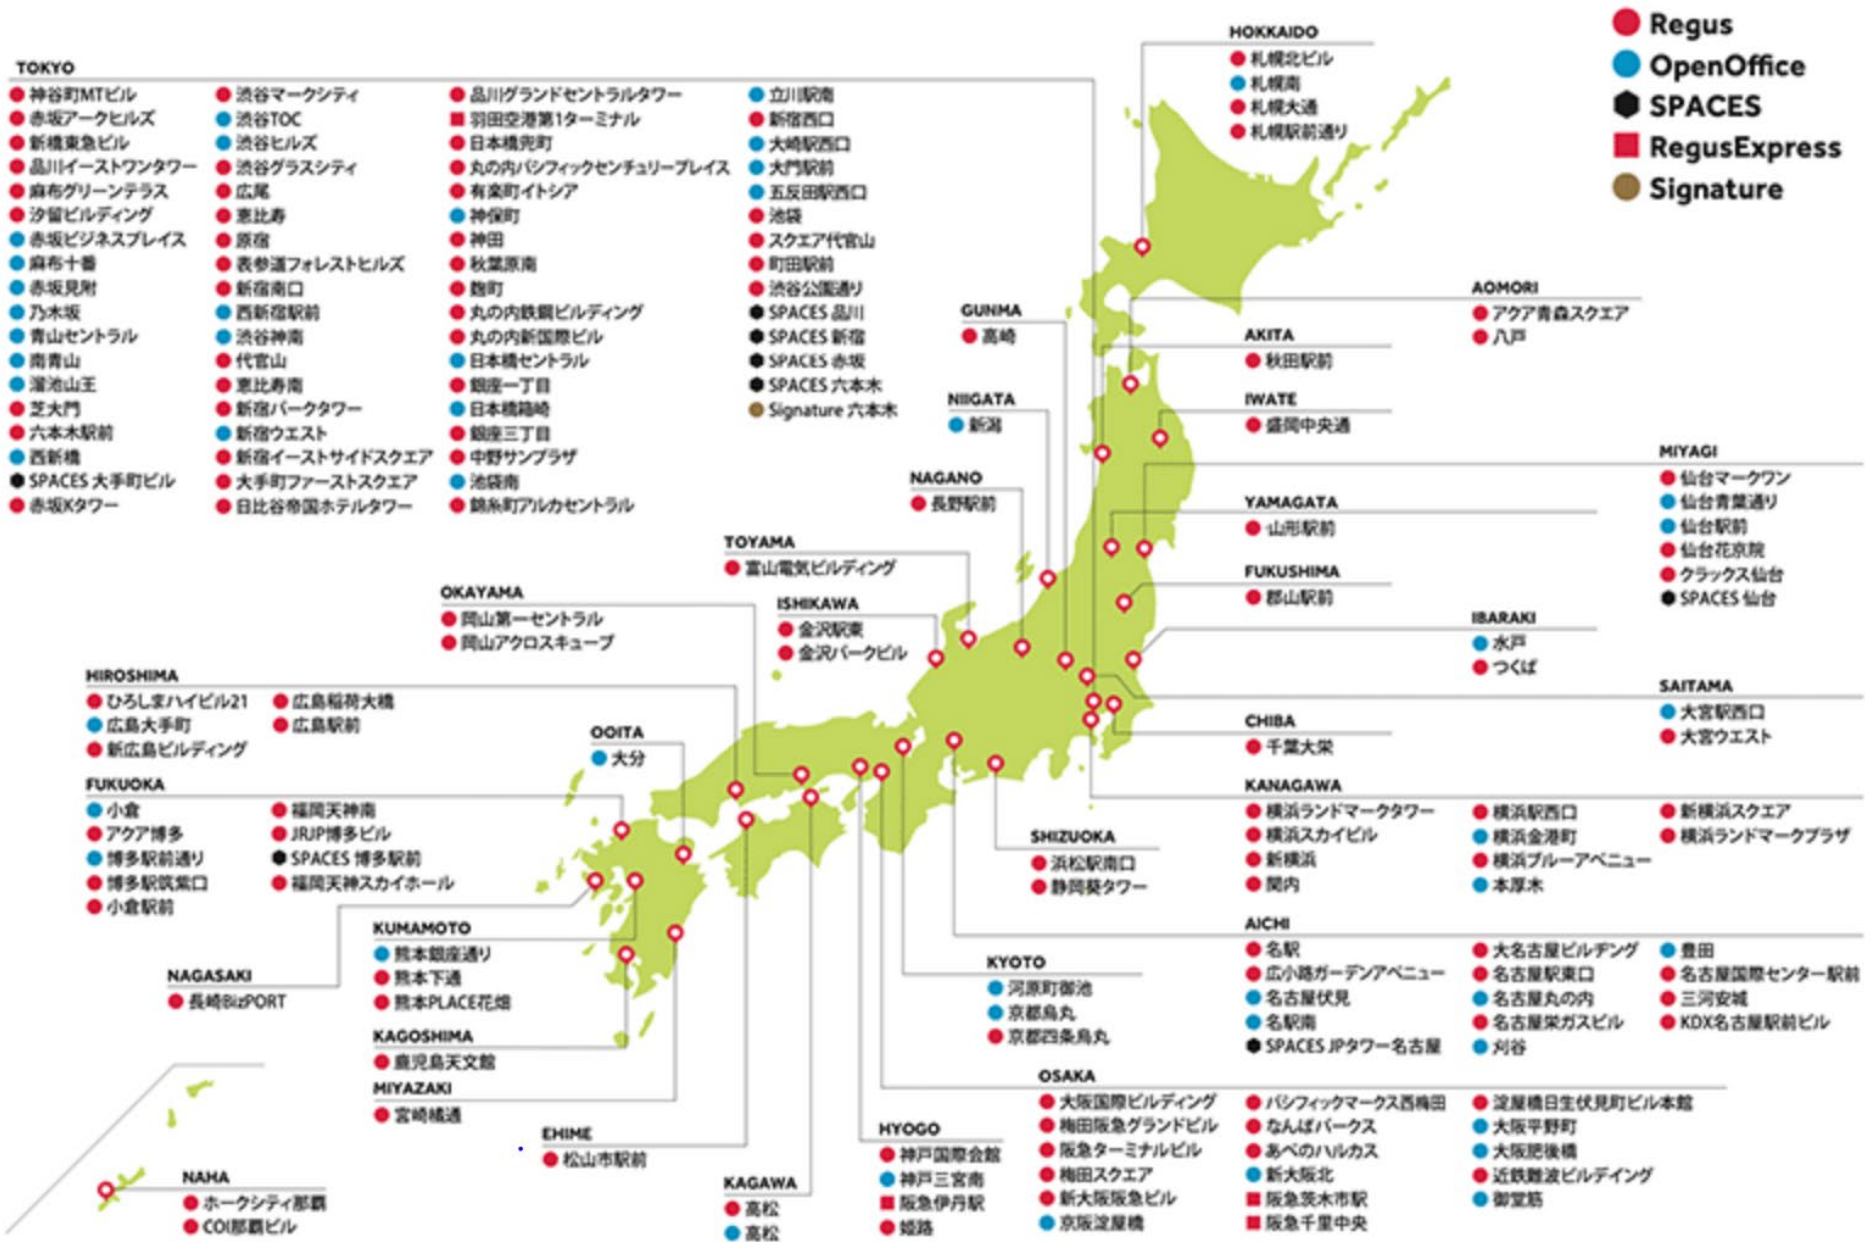 Regus
OpenOffice
SPACES
RegusExpress
Signature
TOKYO
神谷町MTビル
赤坂アークヒルズ
新橋東急ビル
品川イーストワンタワー
麻布グリーンテラス
汐留ビルディング
赤坂ビジネスプレイス
麻布十番
赤坂見附
乃木坂
青山セントラル
南青山
溜池山王
芝大門
六本木駅前
西新橋
SPACES 大手町ビル
赤坂Kタワー
渋谷マークシティ
渋谷TOC
渋谷ヒルズ
渋谷グラスシティ
広尾
恵比寿
原宿
表参道フォレストヒルズ
新宿南口
西新宿駅前
渋谷神南
代官山
恵比寿南
新宿パークタワー
新宿ウエスト
新宿イーストサイドスクエア
大手町ファーストスクエア
日比谷帝国ホテルタワー
品川グランドセントラルタワー
羽田空港第1ターミナル
日本橋兜町
丸の内パシフィックセンチュリープレイス
有楽町イトシア
神保町
神田
秋葉原南
麹町
丸の内鉄鋼ビルディング
丸の内新国際ビル
日本橋セントラル
銀座一丁目
日本橋箱崎
銀座三丁目
中野サンプラザ
池袋南
錦糸町アルカセントラル
立川駅南
新宿西口
大崎駅西口
大門駅前
五反田駅西口
池袋
スクエア代官山
町田駅前
渋谷公園通り
SPACES 品川
SPACES 新宿
SPACES 赤坂
SPACES 六本木
Signature 六本木
HOKKAIDO
札幌北ビル
札幌南
札幌大通
札幌駅前通り
AOMORI
アクア青森スクエア
八戸
GUNMA
高崎
AKITA
秋田駅前
NIIGATA
新潟
IWATE
盛岡中央通
MIYAGI
仙台マークワン
仙台青葉通り
仙台駅前
仙台花京院
クラックス仙台
SPACES 仙台
NAGANO
長野駅前
YAMAGATA
山形駅前
TOYAMA
富山電気ビルディング
FUKUSHIMA
郡山駅前
OKAYAMA
岡山第一セントラル
岡山アクロスキューブ
ISHIKAWA
金沢駅東
金沢パークビル
IBARAKI
水戸
つくば
HIROSHIMA
ひろしまハイビル21
広島大手町
新広島ビルディング
広島稲荷大橋
広島駅前
SAITAMA
大宮駅西口
大宮ウエスト
OOITA
大分
CHIBA
千葉大栄
FUKUOKA
小倉
アクア博多
博多駅前通り
博多駅筑紫口
小倉駅前
福岡天神南
JRJP博多ビル
SPACES 博多駅前
福岡天神スカイホール
KANAGAWA
横浜ランドマークタワー
横浜スカイビル
新横浜
関内
横浜駅西口
横浜金港町
横浜ブルーアベニュー
本厚木
新横浜スクエア
横浜ランドマークプラザ
SHIZUOKA
浜松駅南口
静岡葵タワー
KUMAMOTO
熊本銀座通り
熊本下通
熊本PLACE花畑
NAGASAKI
長崎BizPORT
KYOTO
河原町御池
京都烏丸
京都四条烏丸
AICHI
名駅
広小路ガーデンアベニュー
名古屋伏見
名駅南
SPACES JPタワー名古屋
大名古屋ビルヂング
名古屋駅東口
名古屋丸の内
名古屋栄ガスビル
刈谷
豊田
名古屋国際センター駅前
三河安城
KDX名古屋駅前ビル
KAGOSHIMA
鹿児島天文館
MIYAZAKI
宮崎橘通
EHIME
松山市駅前
KAGAWA
高松
高松
HYOGO
神戸国際会館
神戸三宮南
阪急伊丹駅
姫路
OSAKA
大阪国際ビルディング
梅田阪急グランドビル
阪急ターミナルビル
梅田スクエア
新大阪阪急ビル
京阪淀屋橋
パシフィックマークス西梅田
なんばパークス
あべのハルカス
新大阪北
阪急茨木市駅
阪急千里中央
淀屋橋日生伏見町ビル本館
大阪平野町
大阪肥後橋
近鉄難波ビルデイング
御堂筋
NAHA
ホークシティ那覇
COI那覇ビル